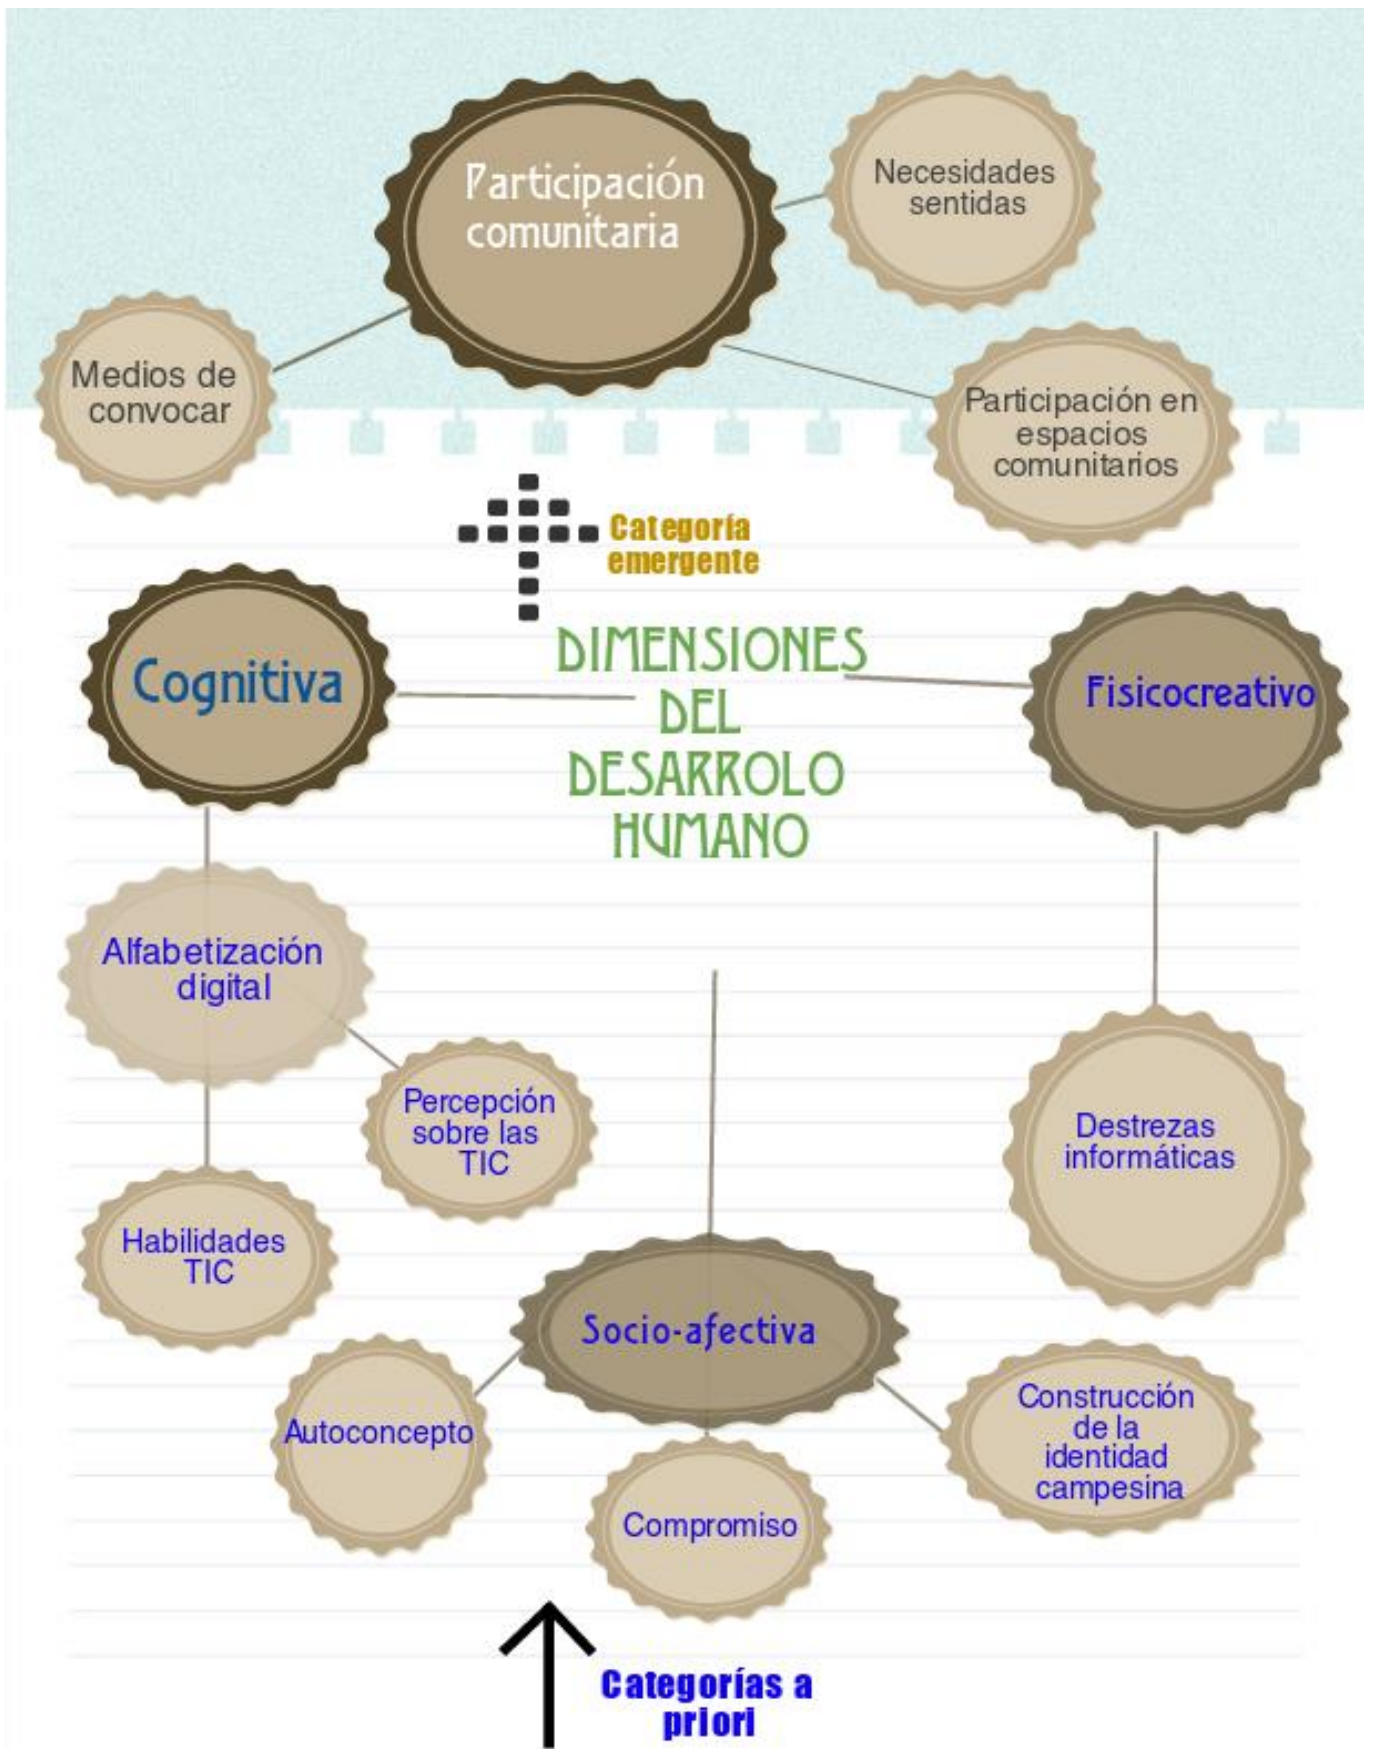 Participación
comunitaria
Necesidades
sentidas
Medios de
convocar
Participación en
espacios
comunitarios
Categoría
emergente
Cognitiva
DIMENSIONES
DEL
DESARROLO
HUMANO
Fisicocreativo
Alfabetización
digital
Percepción
sobre las
TIC
Destrezas
informáticas
Habilidades
TIC
Socio-afectiva
Autoconcepto
Compromiso
Construcción
de la
identidad
campesina
Categorías a
priori